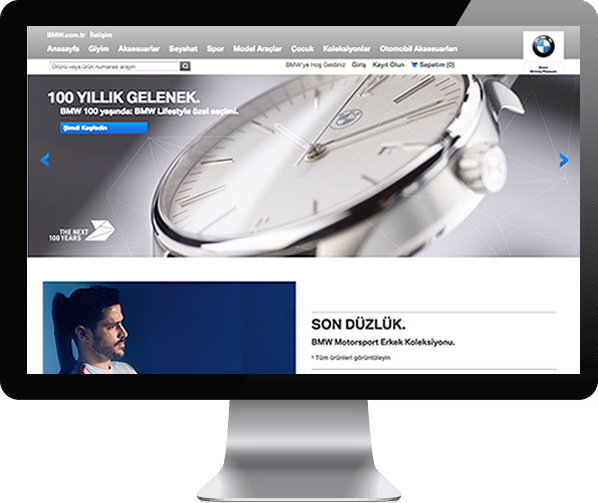 BMW.com.tr İletişim
Anasayfa Giyim Aksesuarlar Seyahat Spor Model Araçlar Çocuk Koleksiyonlar Otomobil Aksesuarları
Ürünü veya ürün numarası arayın
BMW'ye Hoş Geldiniz Giriş Kayıt Olun Sepetim (0)
100 YILLIK GELENEK.
BMW 100 yaşında: BMW Lifestyle özel seçimi.
Şimdi Keşfedin
THE NEXT
100 YEARS
SON DÜZLÜK.
BMW Motorsport Erkek Koleksiyonu.
Tüm ürünleri görüntüleyin